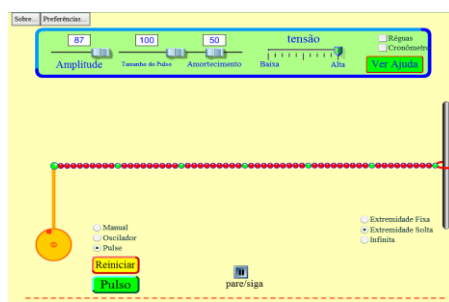 Sobre... Preferências...
87 100 50 tensão
Réguas
Cronômetro
Amplitude Tamanho do Pulso Amortecimento Baixa Alta Ver Ajuda
Manual
Oscilador
Pulse
Reiniciar
Pulso
pare/siga
Extremidade Fixa
Extremidade Solta
Infinita